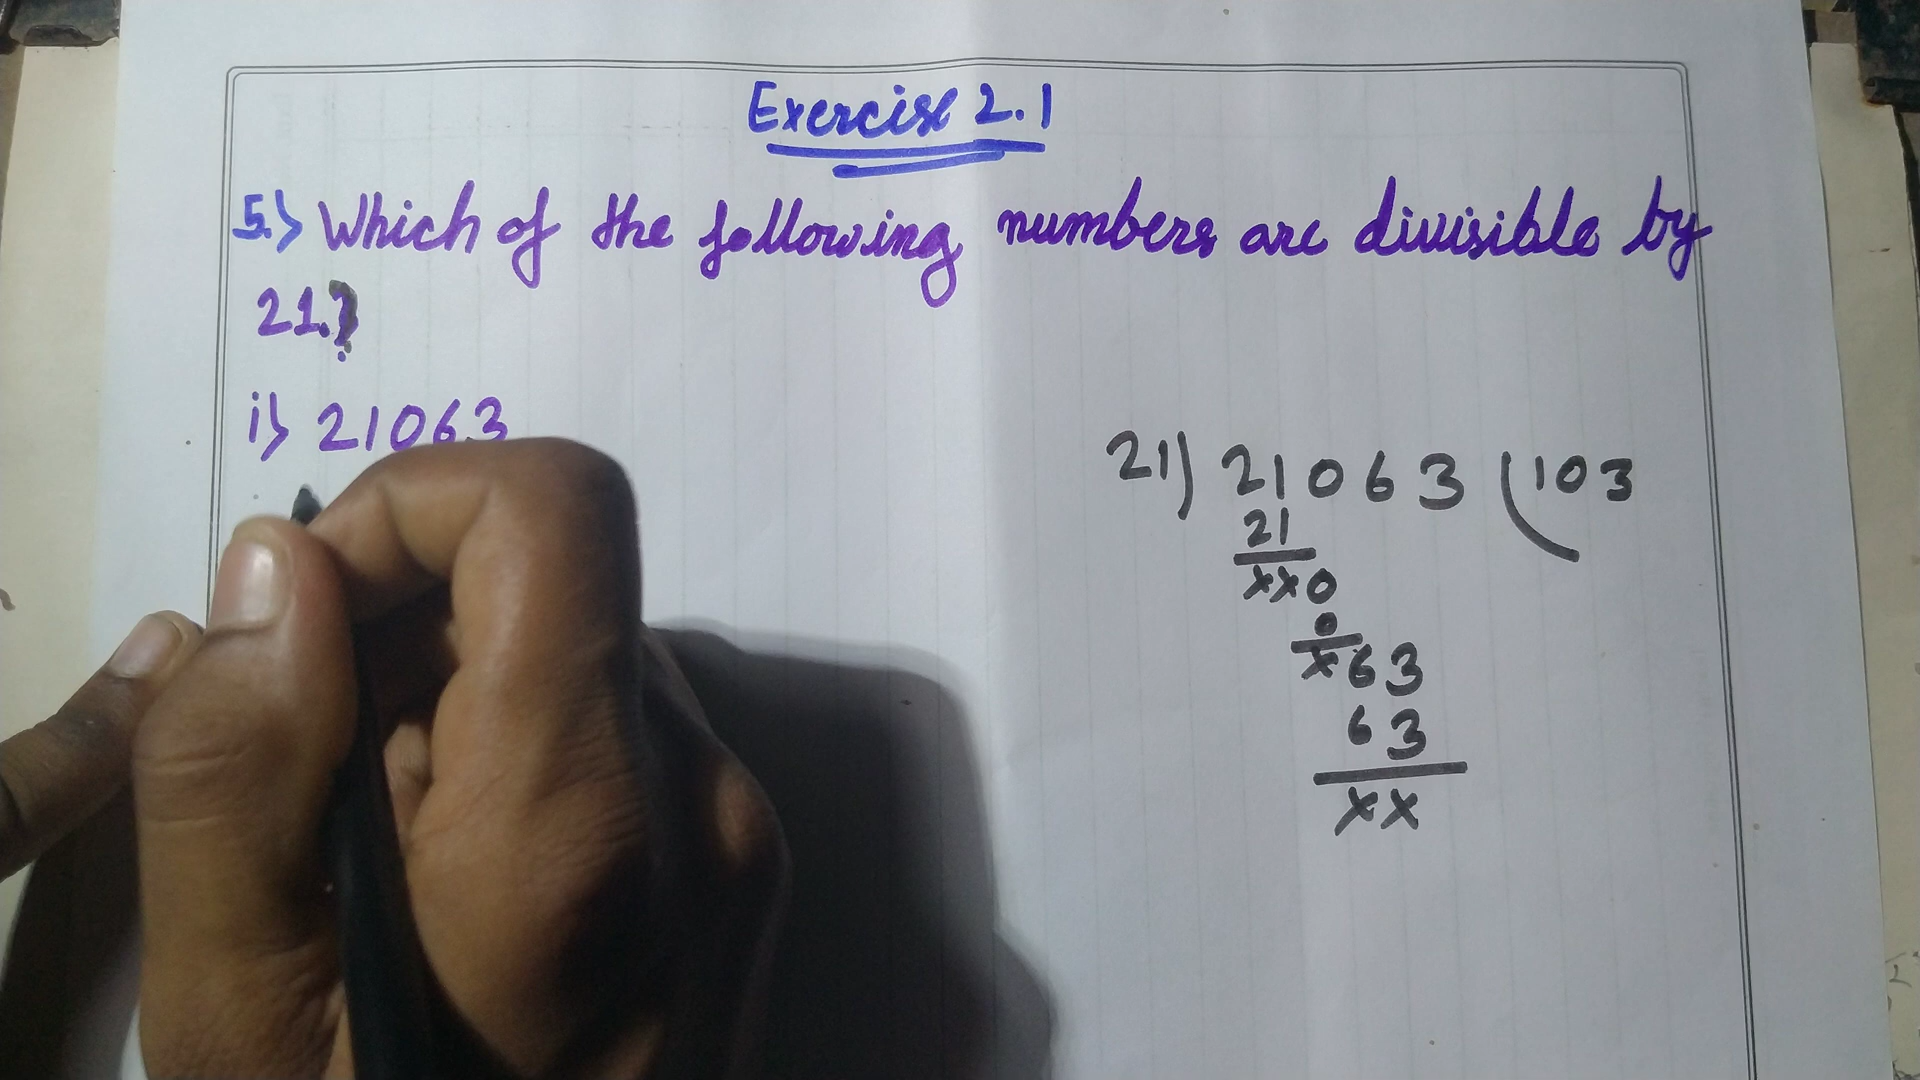 Exercise 2.1
5.> Which of the following numbers are divisible by
21.?
i> 21063
21) 21063 (103
21
xx0
0
x63
63
xx